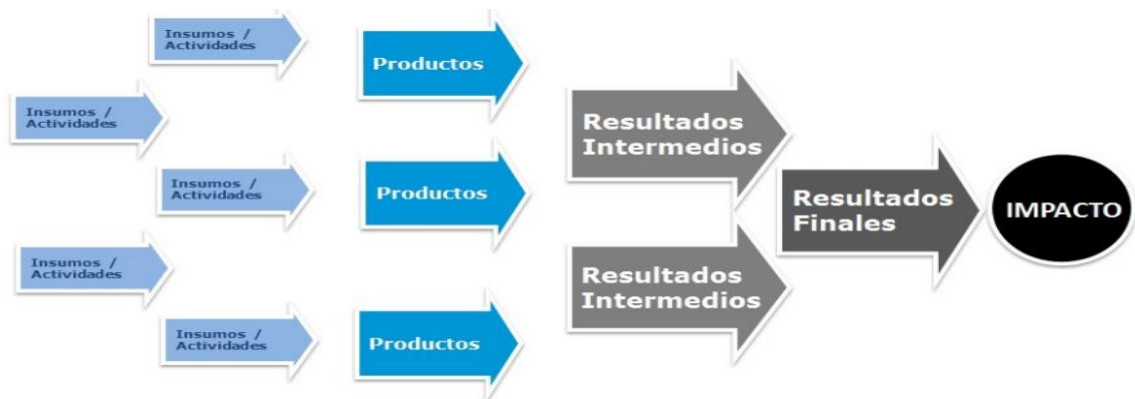 Insumos /
Actividades
Insumos /
Actividades
Insumos /
Actividades
Insumos /
Actividades
Insumos /
Actividades
Productos
Productos
Productos
Resultados
Intermedios
Resultados
Intermedios
Resultados
Finales
IMPACTO